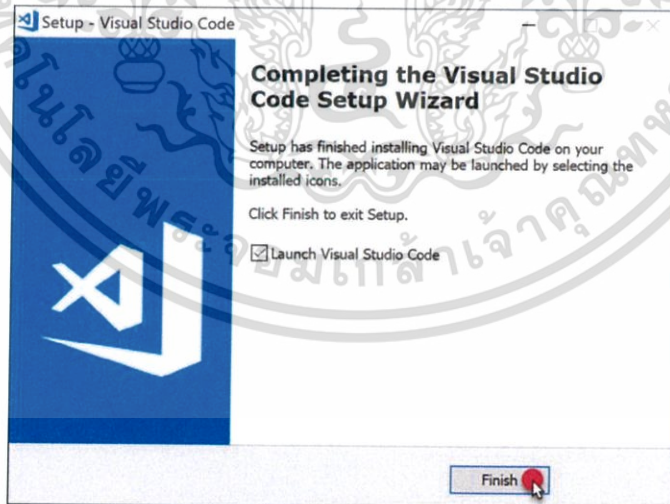 Setup - Visual Studio Code
Completing the Visual Studio
Code Setup Wizard
Setup has finished installing Visual Studio Code on your
computer. The application may be launched by selecting the
installed icons.
Click Finish to exit Setup.
Launch Visual Studio Code
Finish